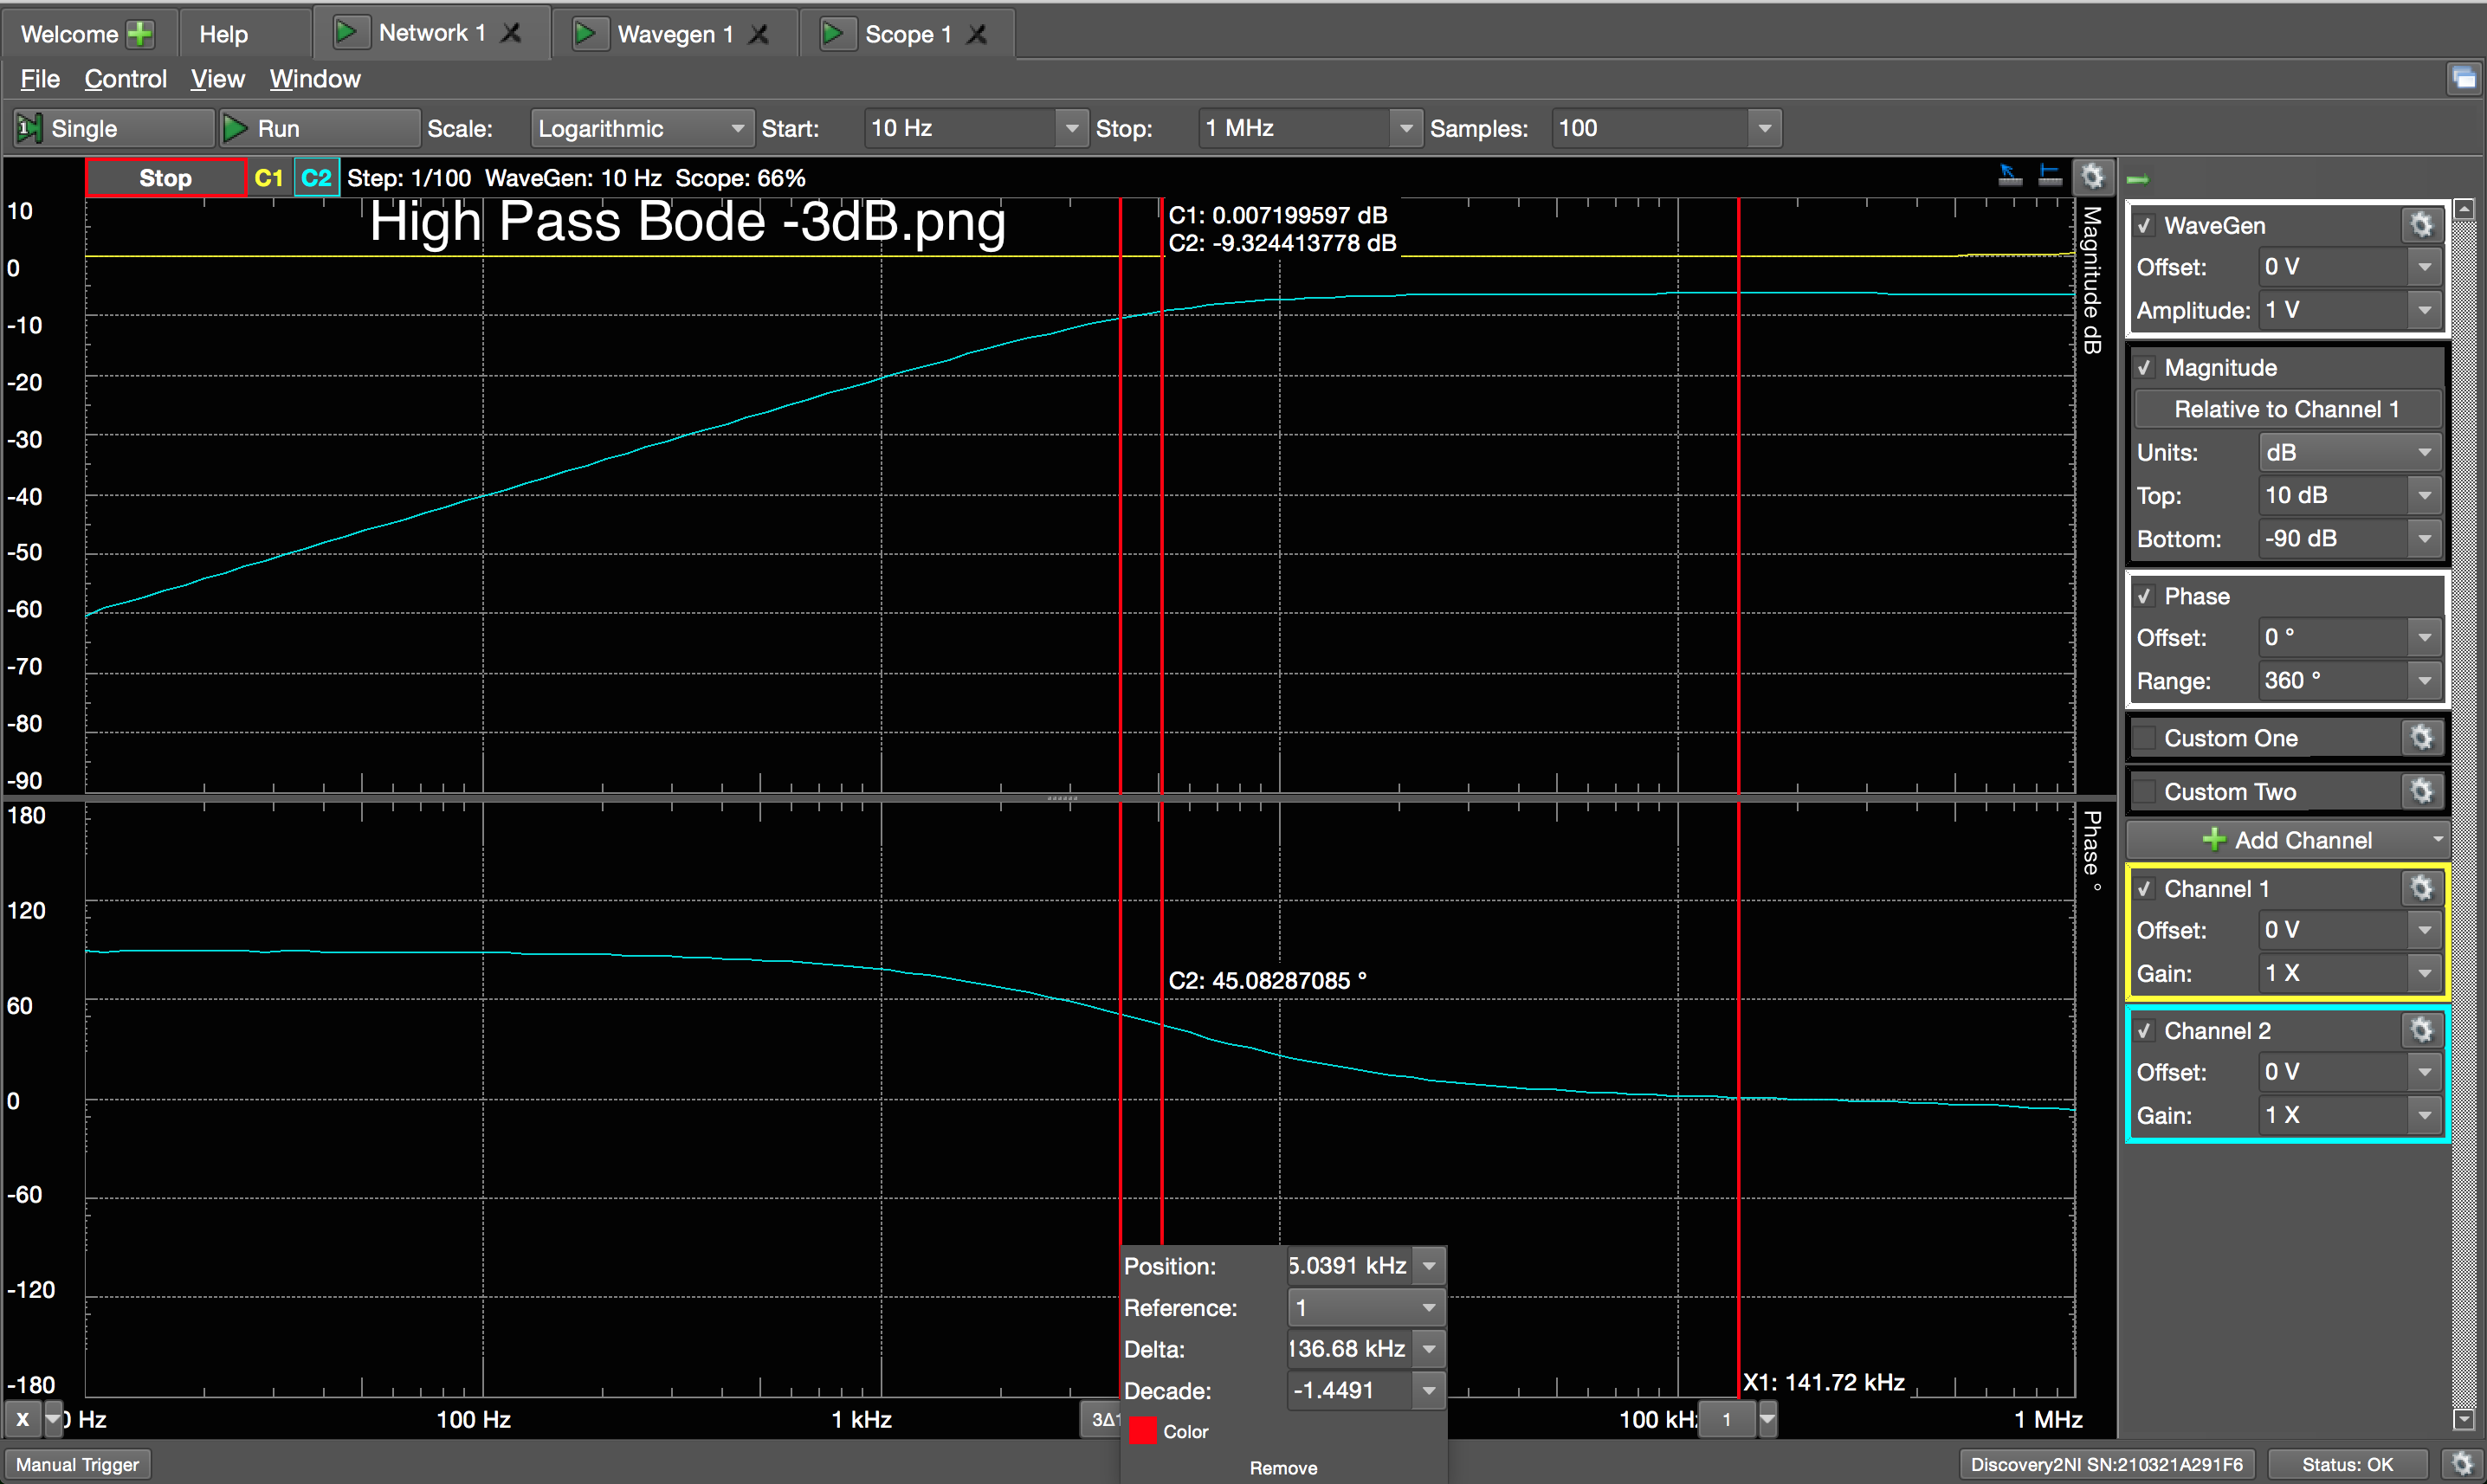 Welcome Help Network 1 Wavegen 1 Scope 1
File Control View Window
Single Run Scale: Logarithmic Start: 10 Hz Stop: 1 MHz Samples: 100
Stop C1 C2 Step: 1/100 WaveGen: 10 Hz Scope: 66%
High Pass Bode -3dB.png
C1: 0.007199597 dB
C2: -9.324413778 dB
Magnitude dB
10
0
-10
-20
-30
-40
-50
-60
-70
-80
-90
180
120
60
0
-60
-120
-180
Phase °
C2: 45.08287085 °
Position: 5.0391 kHz
Reference: 1
Delta: 136.68 kHz
Decade: -1.4491
Color
Remove
X1: 141.72 kHz
X 0 Hz 100 Hz 1 kHz 3Δ1 100 kH 1 1 MHz
WaveGen
Offset: 0 V
Amplitude: 1 V
Magnitude
Relative to Channel 1
Units: dB
Top: 10 dB
Bottom: -90 dB
Phase
Offset: 0 °
Range: 360 °
Custom One
Custom Two
Add Channel
Channel 1
Offset: 0 V
Gain: 1 X
Channel 2
Offset: 0 V
Gain: 1 X
Manual Trigger Discovery2NI SN:210321A291F6 Status: OK